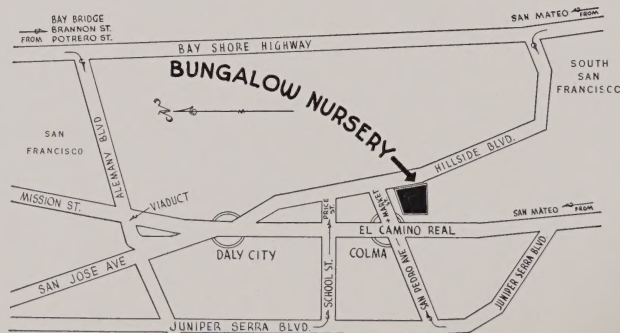 BAY BRIDGE
BRANNON ST.
FROM POTRERO ST.
SAN MATEO
FROM
BAY SHORE HIGHWAY
BUNGALOW NURSERY
SOUTH
SAN
FRANCISCO
SAN
FRANCISCO
ALEMANY BLVD
HILLSIDE BLVD.
MISSION ST.
VIADUCT
PRICE ST.
MARKET ST.
SAN MATEO FROM
EL CAMINO REAL
DALY CITY
COLMA
SAN JOSE AVE
SCHOOL ST.
SAN PEDRO AVE
JUNIPER SERRA BLVD
JUNIPER SERRA BLVD.